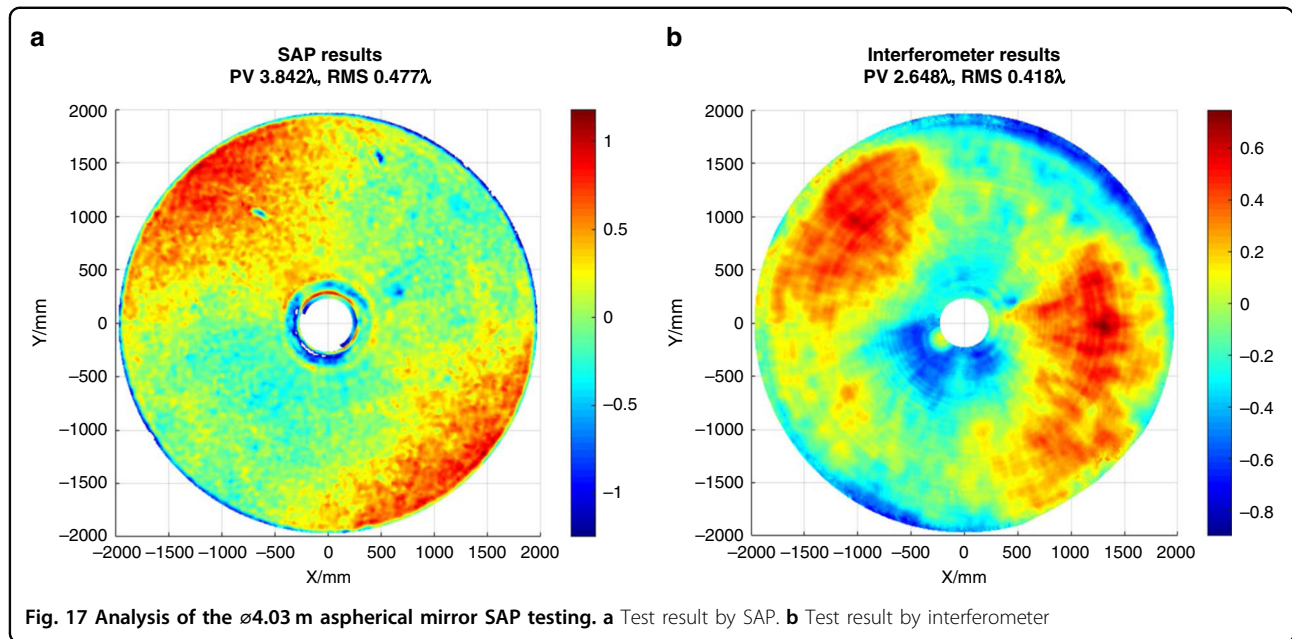 a
SAP results
PV 3.842λ, RMS 0.477λ
2000
1500
1000
500
0
−500
−1000
−1500
−2000
Y/mm
−2000 −1500 −1000 −500 0 500 1000 1500 2000
X/mm
1
0.5
0
−0.5
−1
b
Interferometer results
PV 2.648λ, RMS 0.418λ
2000
1500
1000
500
0
−500
−1000
−1500
−2000
Y/mm
−2000 −1500 −1000 −500 0 500 1000 1500 2000
X/mm
0.6
0.4
0.2
0
−0.2
−0.4
−0.6
−0.8
Fig. 17 Analysis of the ⌀4.03 m aspherical mirror SAP testing. a Test result by SAP. b Test result by interferometer